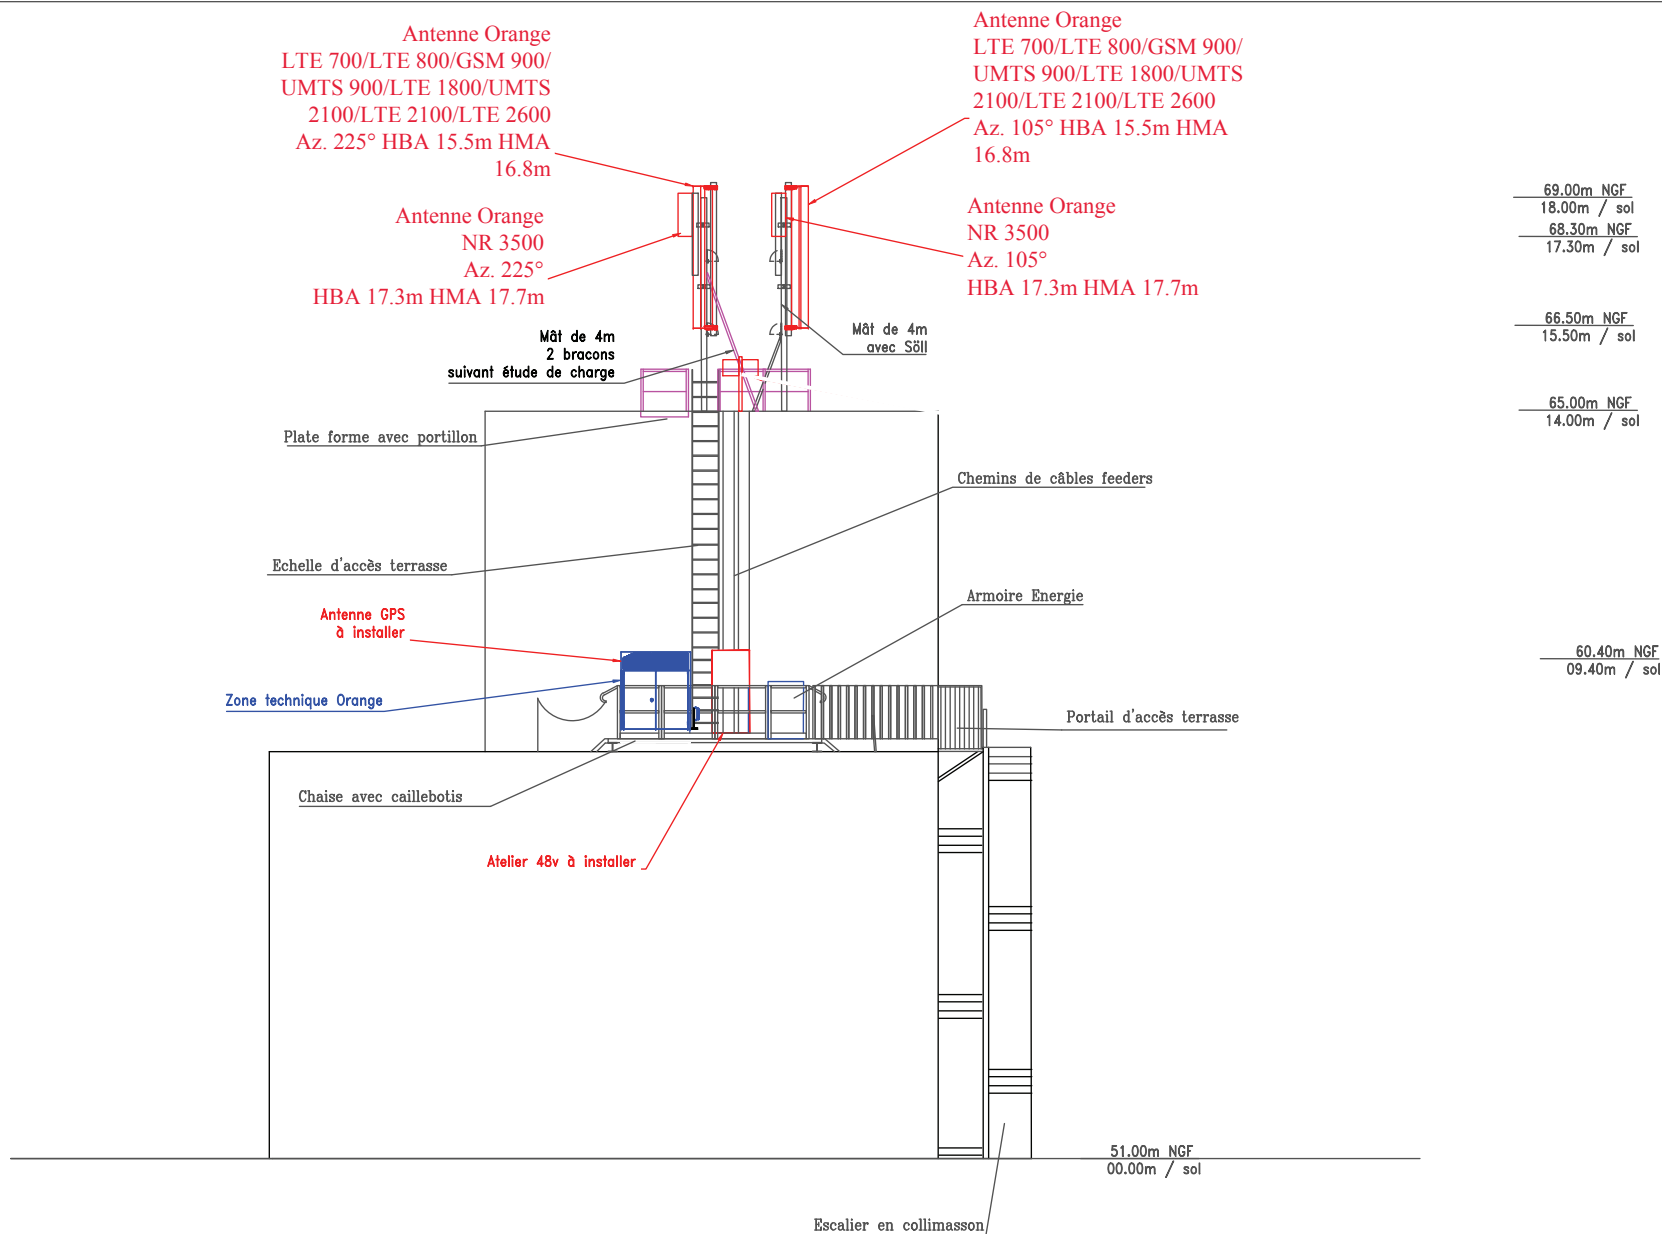 Antenne Orange
LTE 700/LTE 800/GSM 900/
UMTS 900/LTE 1800/UMTS
2100/LTE 2100/LTE 2600
Az. 225° HBA 15.5m HMA
16.8m
Antenne Orange
LTE 700/LTE 800/GSM 900/
UMTS 900/LTE 1800/UMTS
2100/LTE 2100/LTE 2600
Az. 105° HBA 15.5m HMA
16.8m
Antenne Orange
NR 3500
Az. 225°
HBA 17.3m HMA 17.7m
Antenne Orange
NR 3500
Az. 105°
HBA 17.3m HMA 17.7m
69.00m NGF
18.00m / sol
68.30m NGF
17.30m / sol
66.50m NGF
15.50m / sol
65.00m NGF
14.00m / sol
Mât de 4m
2 bracons
suivant étude de charge
Mât de 4m
avec Söll
Plate forme avec portillon
Chemins de câbles feeders
Echelle d'accès terrasse
Armoire Energie
Antenne GPS
à installer
60.40m NGF
09.40m / sol
Zone technique Orange
Portail d'accès terrasse
Chaise avec caillebotis
Atelier 48v à installer
51.00m NGF
00.00m / sol
Escalier en collimasson